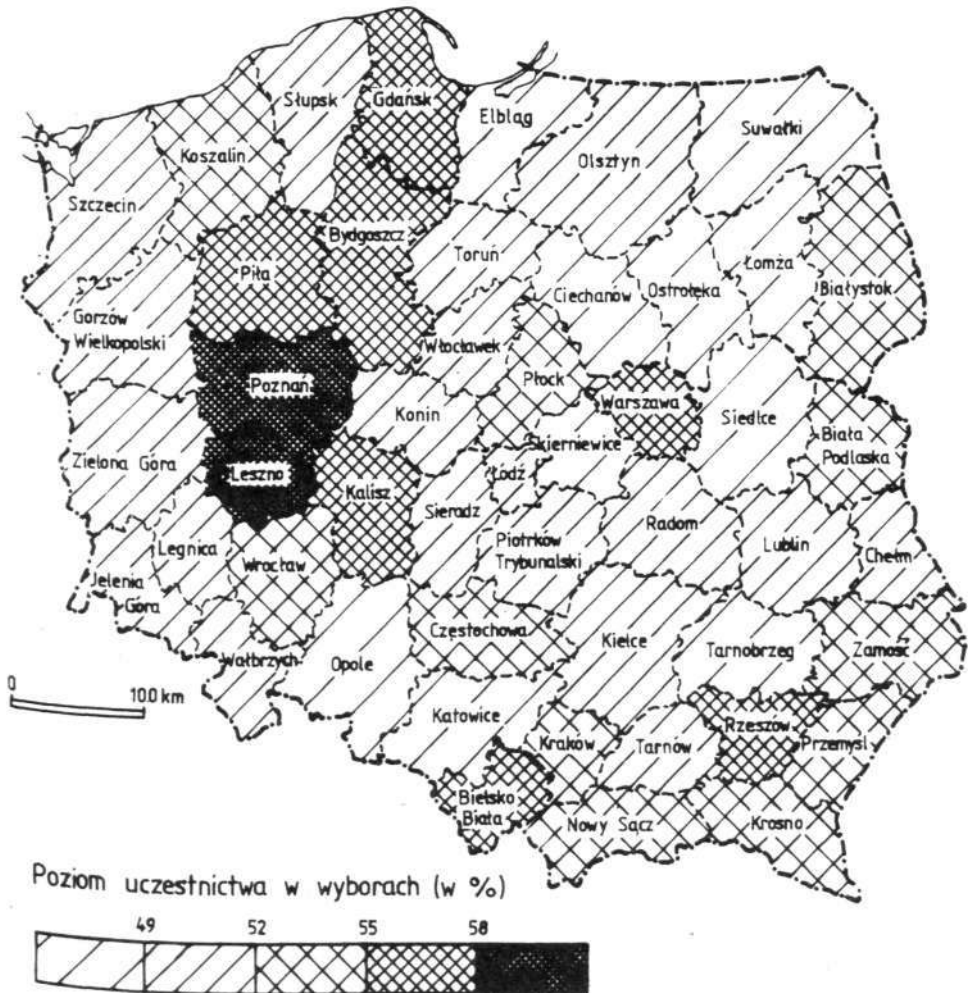 Słupsk
Gdańsk
Elbląg
Suwałki
Koszalin
Olsztyn
Szczecin
Bydgoszcz
Toruń
Łomża
Piła
Ciechanów
Ostrołęka
Białystok
Gorzów
Wielkopolski
Włocławek
Płock
Poznań
Warszawa
Konin
Siedlce
Skierniewice
Biała
Podlaska
Zielona Góra
Leszno
Kalisz
Łódź
Sieradz
Radom
Piotrków
Trybunalski
Lublin
Legnica
Wrocław
Chełm
Jelenia
Góra
Częstochowa
Kielce
Tarnobrzeg
Zamość
Wałbrzych
Opole
0
100 km
Katowice
Kraków
Tarnów
Rzeszów
Przemyśl
Bielsko
Biała
Nowy Sącz
Krosno
Poziom uczestnictwa w wyborach (w %)
49 52 55 58